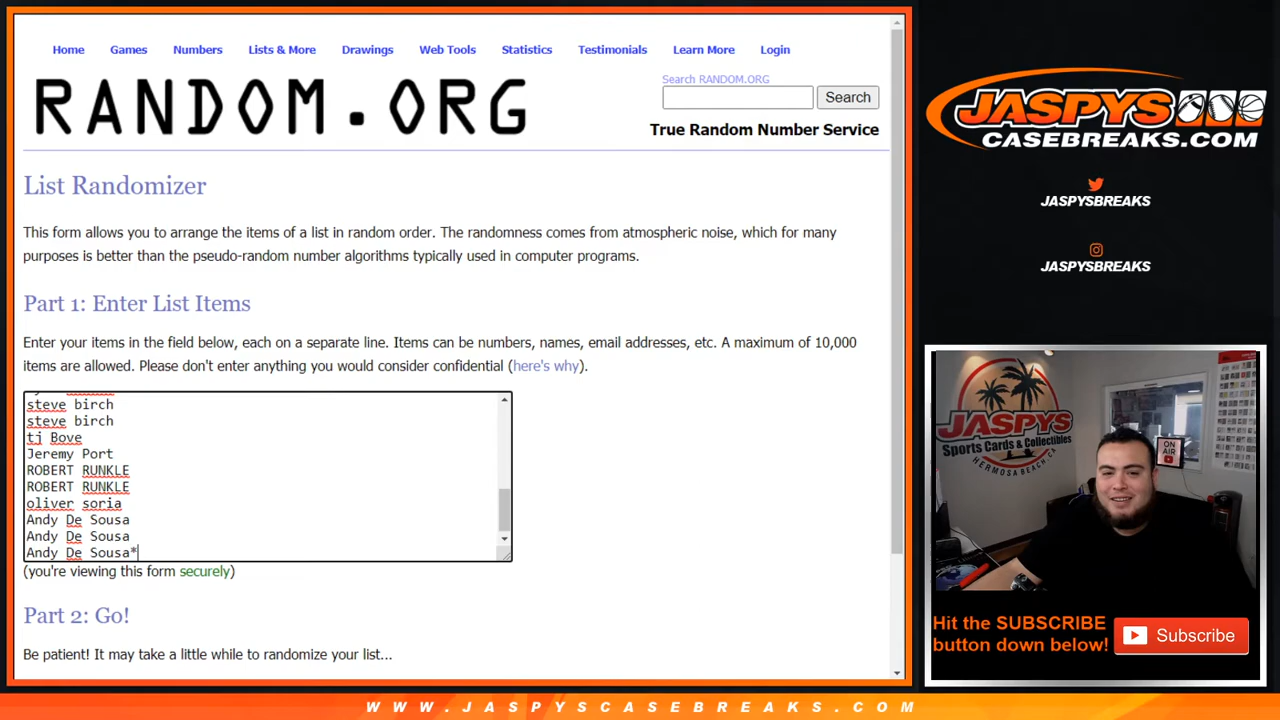 Home Games Numbers Lists & More Drawings Web Tools Statistics Testimonials Learn More Login
RANDOM.ORG
Search RANDOM.ORG
Search
True Random Number Service
List Randomizer
This form allows you to arrange the items of a list in random order. The randomness comes from atmospheric noise, which for many
purposes is better than the pseudo-random number algorithms typically used in computer programs.
Part 1: Enter List Items
Enter your items in the field below, each on a separate line. Items can be numbers, names, email addresses, etc. A maximum of 10,000
items are allowed. Please don't enter anything you would consider confidential (here's why).
steve birch
steve birch
tj Bove
Jeremy Port
ROBERT RUNKLE
ROBERT RUNKLE
oliver soria
Andy De Sousa
Andy De Sousa
Andy De Sousa*
(you're viewing this form securely)
Part 2: Go!
Be patient! It may take a little while to randomize your list...
JASPYS
CASEBREAKS.COM
JASPYSBREAKS
JASPYSBREAKS
JASPYS
Sports Cards & Collectibles
HERMOSA BEACH, CA
ON
AIR
Hit the SUBSCRIBE
button down below!
Subscribe
WWW.JASPYSCASEBREAKS.COM